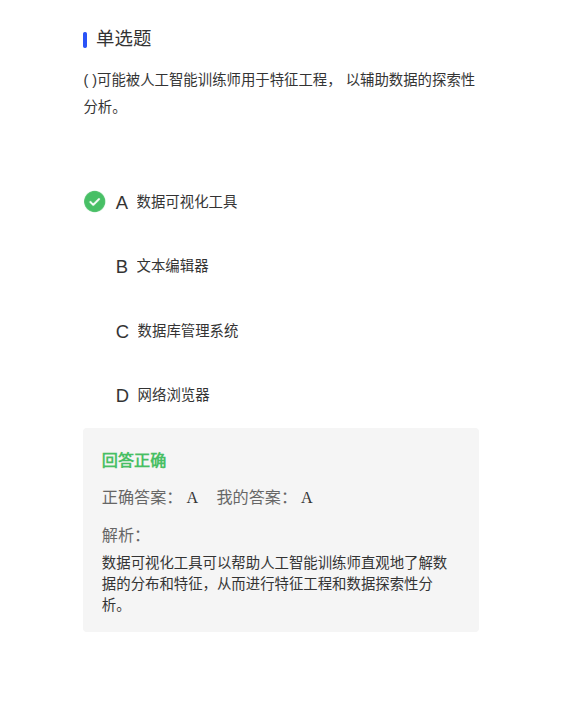 单选题
( )可能被人工智能训练师用于特征工程， 以辅助数据的探索性
分析。
A 数据可视化工具
B 文本编辑器
C 数据库管理系统
D 网络浏览器
回答正确
正确答案： A 我的答案： A
解析：
数据可视化工具可以帮助人工智能训练师直观地了解数
据的分布和特征，从而进行特征工程和数据探索性分
析。